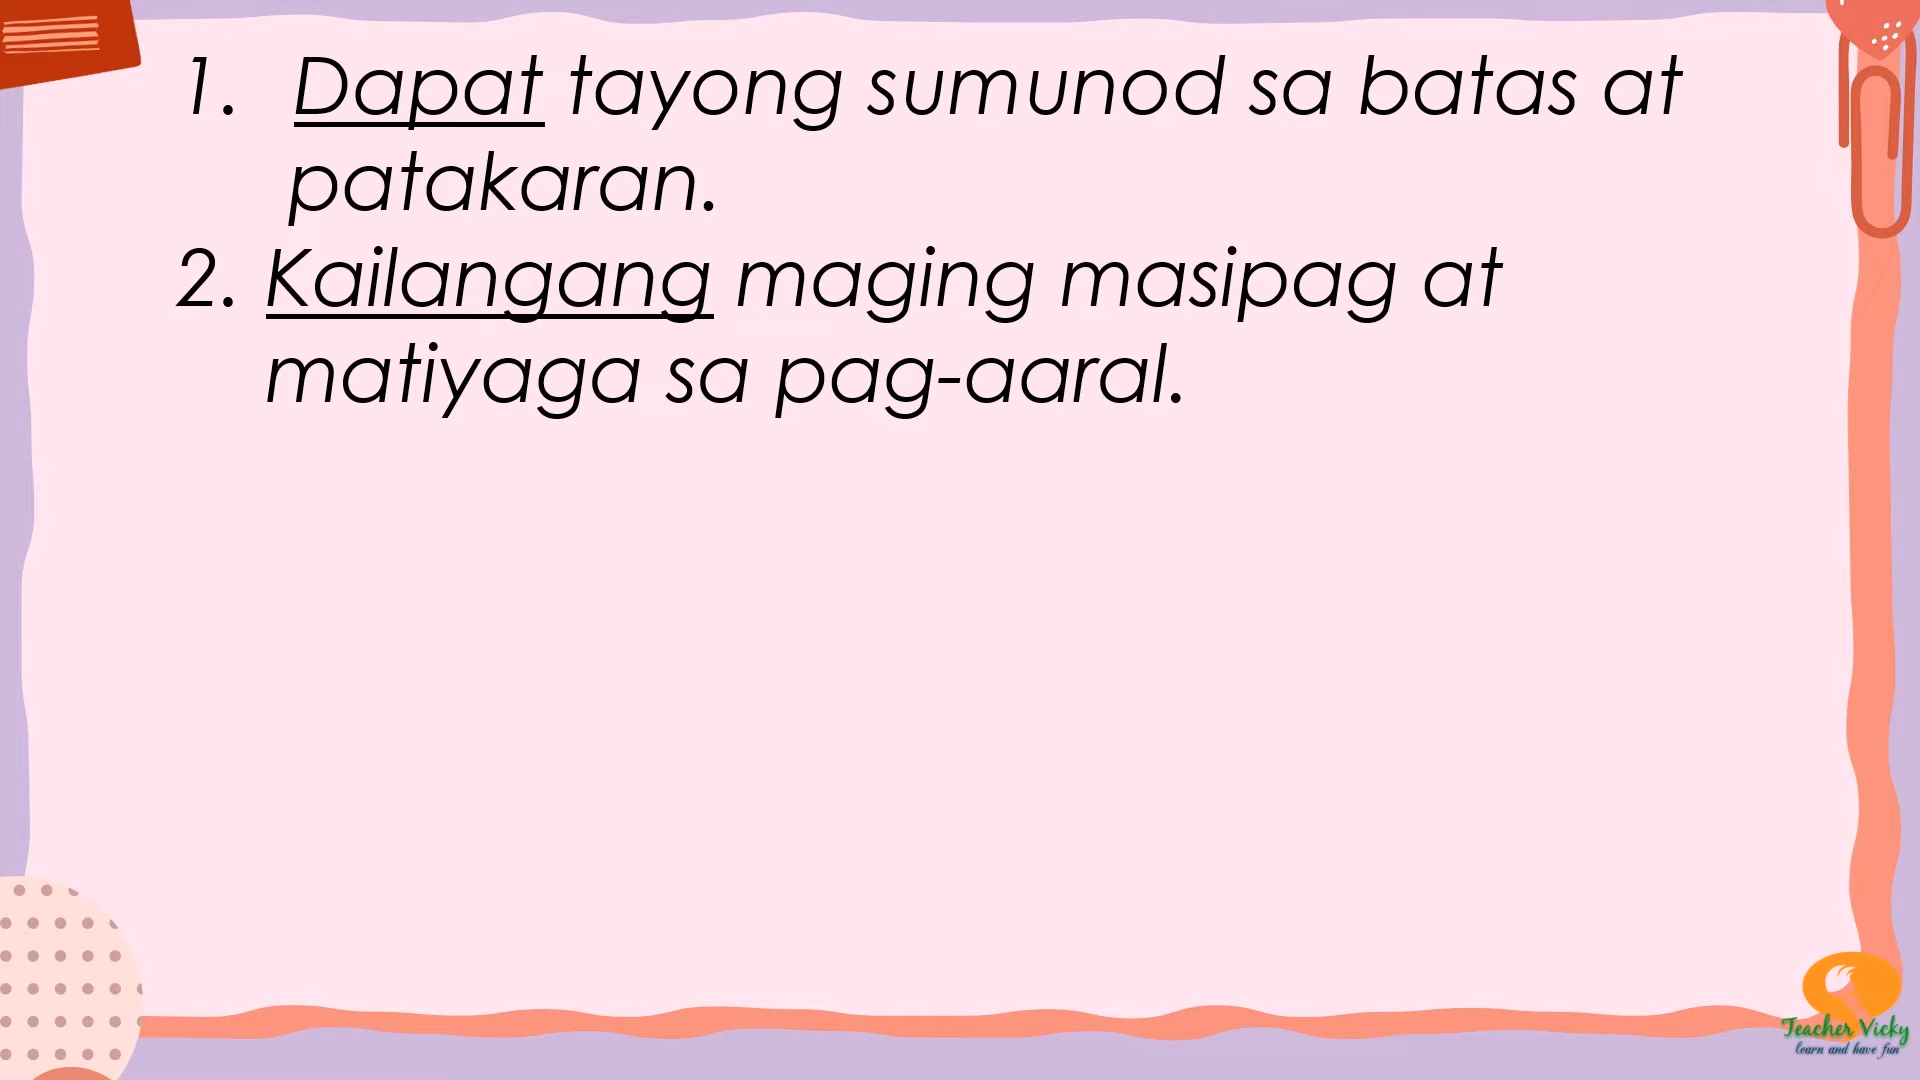 1. Dapat tayong sumunod sa batas at
patakaran.
2. Kailangang maging masipag at
matiyaga sa pag-aaral.
Teacher Vicky
learn and have fun